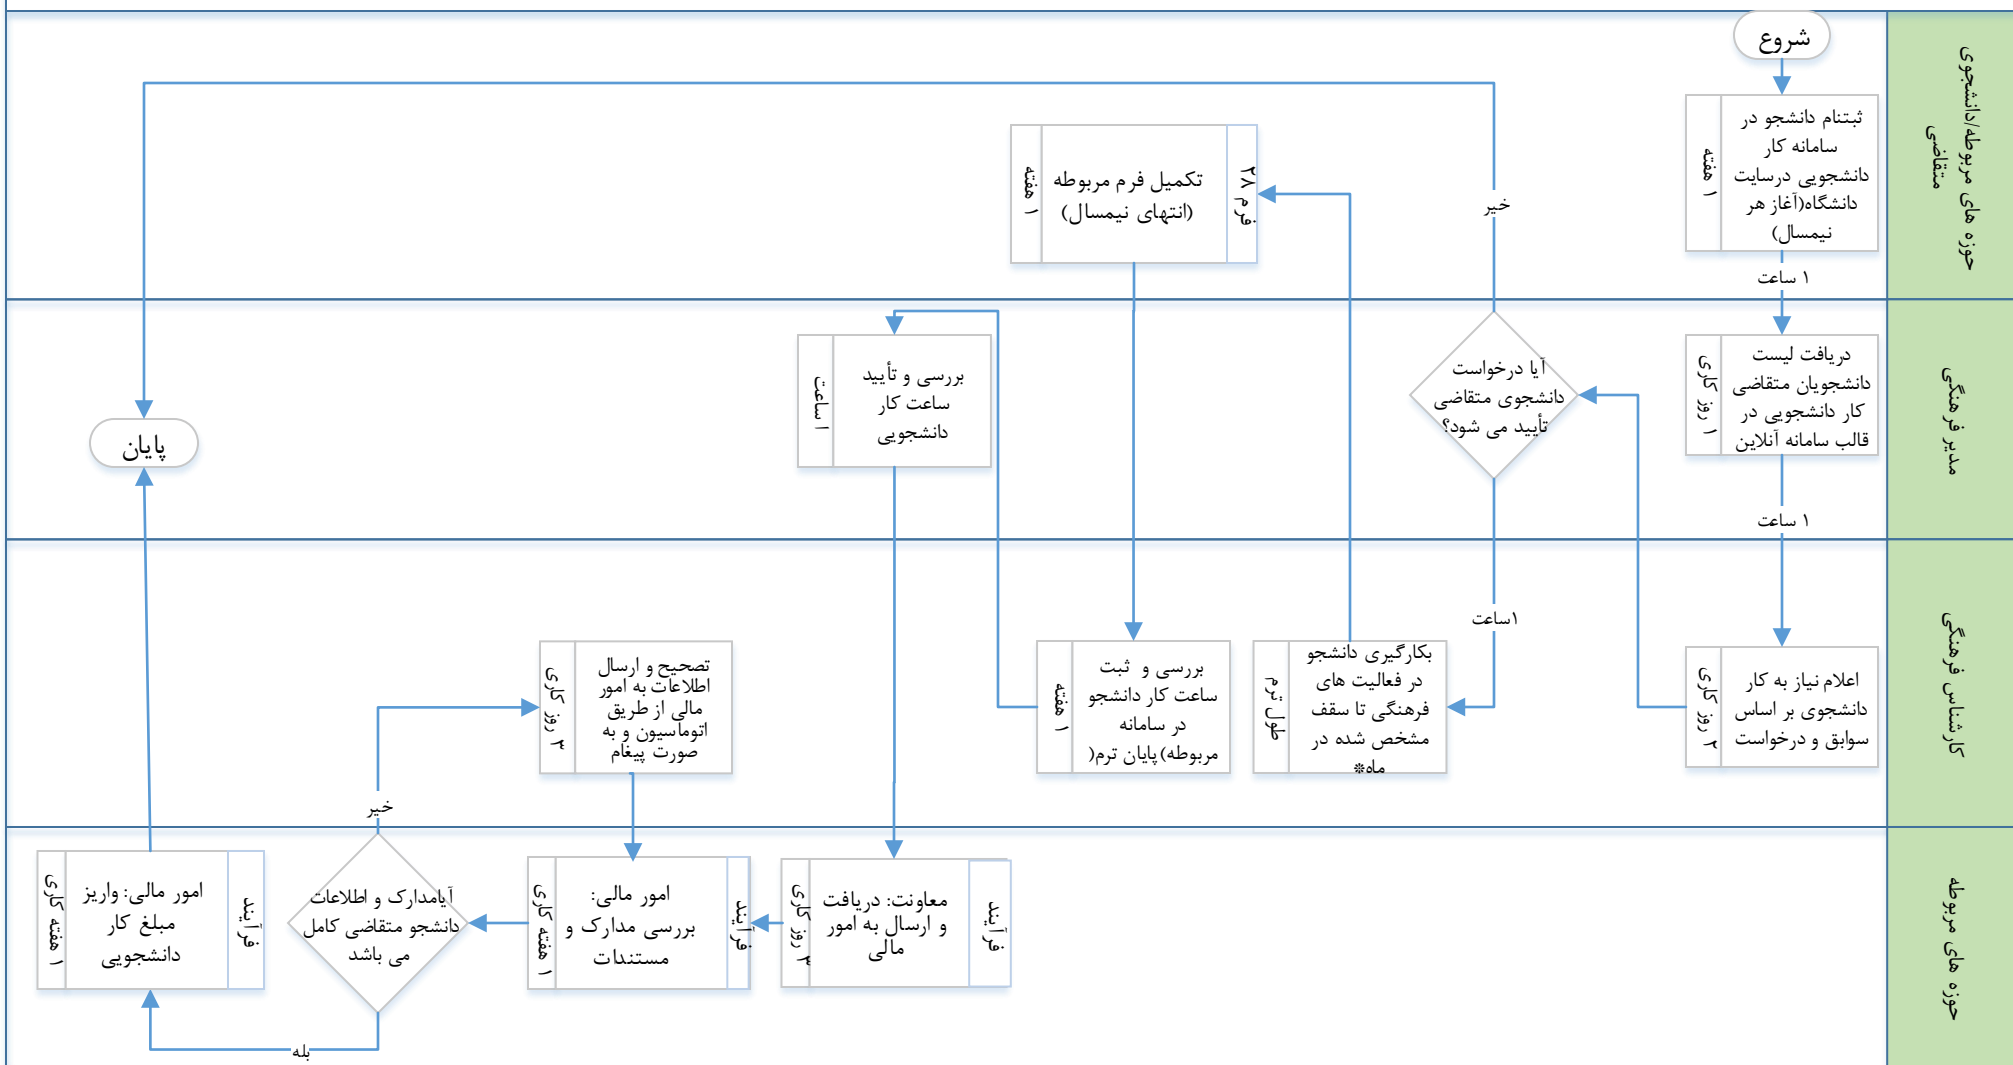 حوزه های مربوطه/دانشجوی
متقاضی
شروع
ثبتنام دانشجو در
سامانه کار
دانشجویی درسایت
دانشگاه(آغاز هر
نیمسال)
۱ هفته
۱ ساعت
خیر
فرم ۲۸
تکمیل فرم مربوطه
(انتهای نیمسال)
۱ هفته
مدیر فرهنگی
دریافت لیست
دانشجویان متقاضی
کار دانشجویی در
قالب سامانه آنلاین
۱ روز کاری
۱ ساعت
آیا درخواست
دانشجوی متقاضی
تأیید می شود؟
بررسی و تأیید
ساعت کار
دانشجویی
۱ساعت
پایان
کارشناس فرهنگی
اعلام نیاز به کار
دانشجوی بر اساس
سوابق و درخواست
۲ روز کاری
۱ساعت
بکارگیری دانشجو
در فعالیت های
فرهنگی تا سقف
مشخص شده در
ماه*
طول ترم
بررسی و ثبت
ساعت کار دانشجو
در سامانه
مربوطه)پایان ترم(
۱ هفته
تصحیح و ارسال
اطلاعات به امور
مالی از طریق
اتوماسیون و به
صورت پیغام
۳ روز کاری
خیر
حوزه های مربوطه
فرآیند
معاونت: دریافت
و ارسال به امور
مالی
۳ روز کاری
فرآیند
امور مالی:
بررسی مدارک و
مستندات
۱ هفته کاری
آیامدارک و اطلاعات
دانشجو متقاضی کامل
می باشد
بله
فرآیند
امور مالی: واریز
مبلغ کار
دانشجویی
۱ هفته کاری